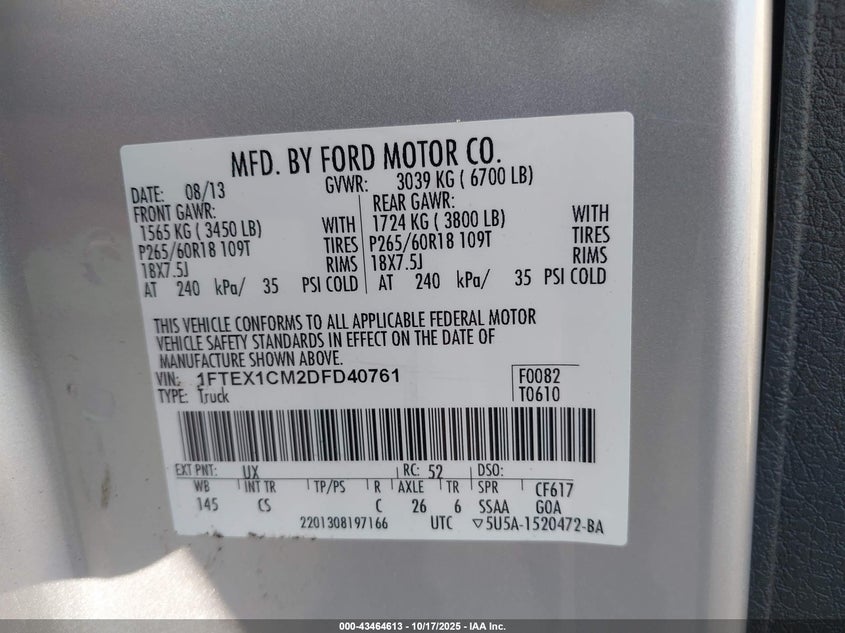 MFD. BY FORD MOTOR CO.
DATE: 08/13 GVWR: 3039 KG ( 6700 LB)
FRONT GAWR: REAR GAWR:
1565 KG ( 3450 LB) WITH 1724 KG ( 3800 LB) WITH
P265/60R18 109T TIRES P265/60R18 109T TIRES
18X7.5J RIMS 18X7.5J RIMS
AT 240 kPa/ 35 PSI COLD AT 240 kPa/ 35 PSI COLD
THIS VEHICLE CONFORMS TO ALL APPLICABLE FEDERAL MOTOR
VEHICLE SAFETY STANDARDS IN EFFECT ON THE DATE OF
MANUFACTURE SHOWN ABOVE.
VIN: 1FTEX1CM2DFD40761 F0082
TYPE: Truck T0610
EXT PNT: UX RC: 52 DSO:
WB INT TR TP/PS R AXLE TR SPR CF617
145 CS C 26 6 SSAA GOA
2201308197166 UTC ▽5U5A-1520472-BA
000-43464613 - 10/17/2025 - IAA Inc.